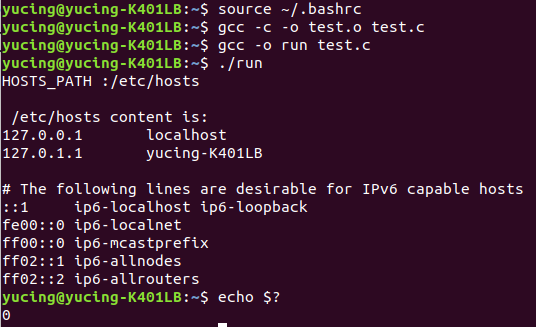 yucing@yucing-K401LB:~$ source ~/.bashrc
yucing@yucing-K401LB:~$ gcc -c -o test.o test.c
yucing@yucing-K401LB:~$ gcc -o run test.c
yucing@yucing-K401LB:~$ ./run
HOSTS_PATH :/etc/hosts

 /etc/hosts content is:
127.0.0.1       localhost
127.0.1.1       yucing-K401LB

# The following lines are desirable for IPv6 capable hosts
::1     ip6-localhost ip6-loopback
fe00::0 ip6-localnet
ff00::0 ip6-mcastprefix
ff02::1 ip6-allnodes
ff02::2 ip6-allrouters
yucing@yucing-K401LB:~$ echo $?
0